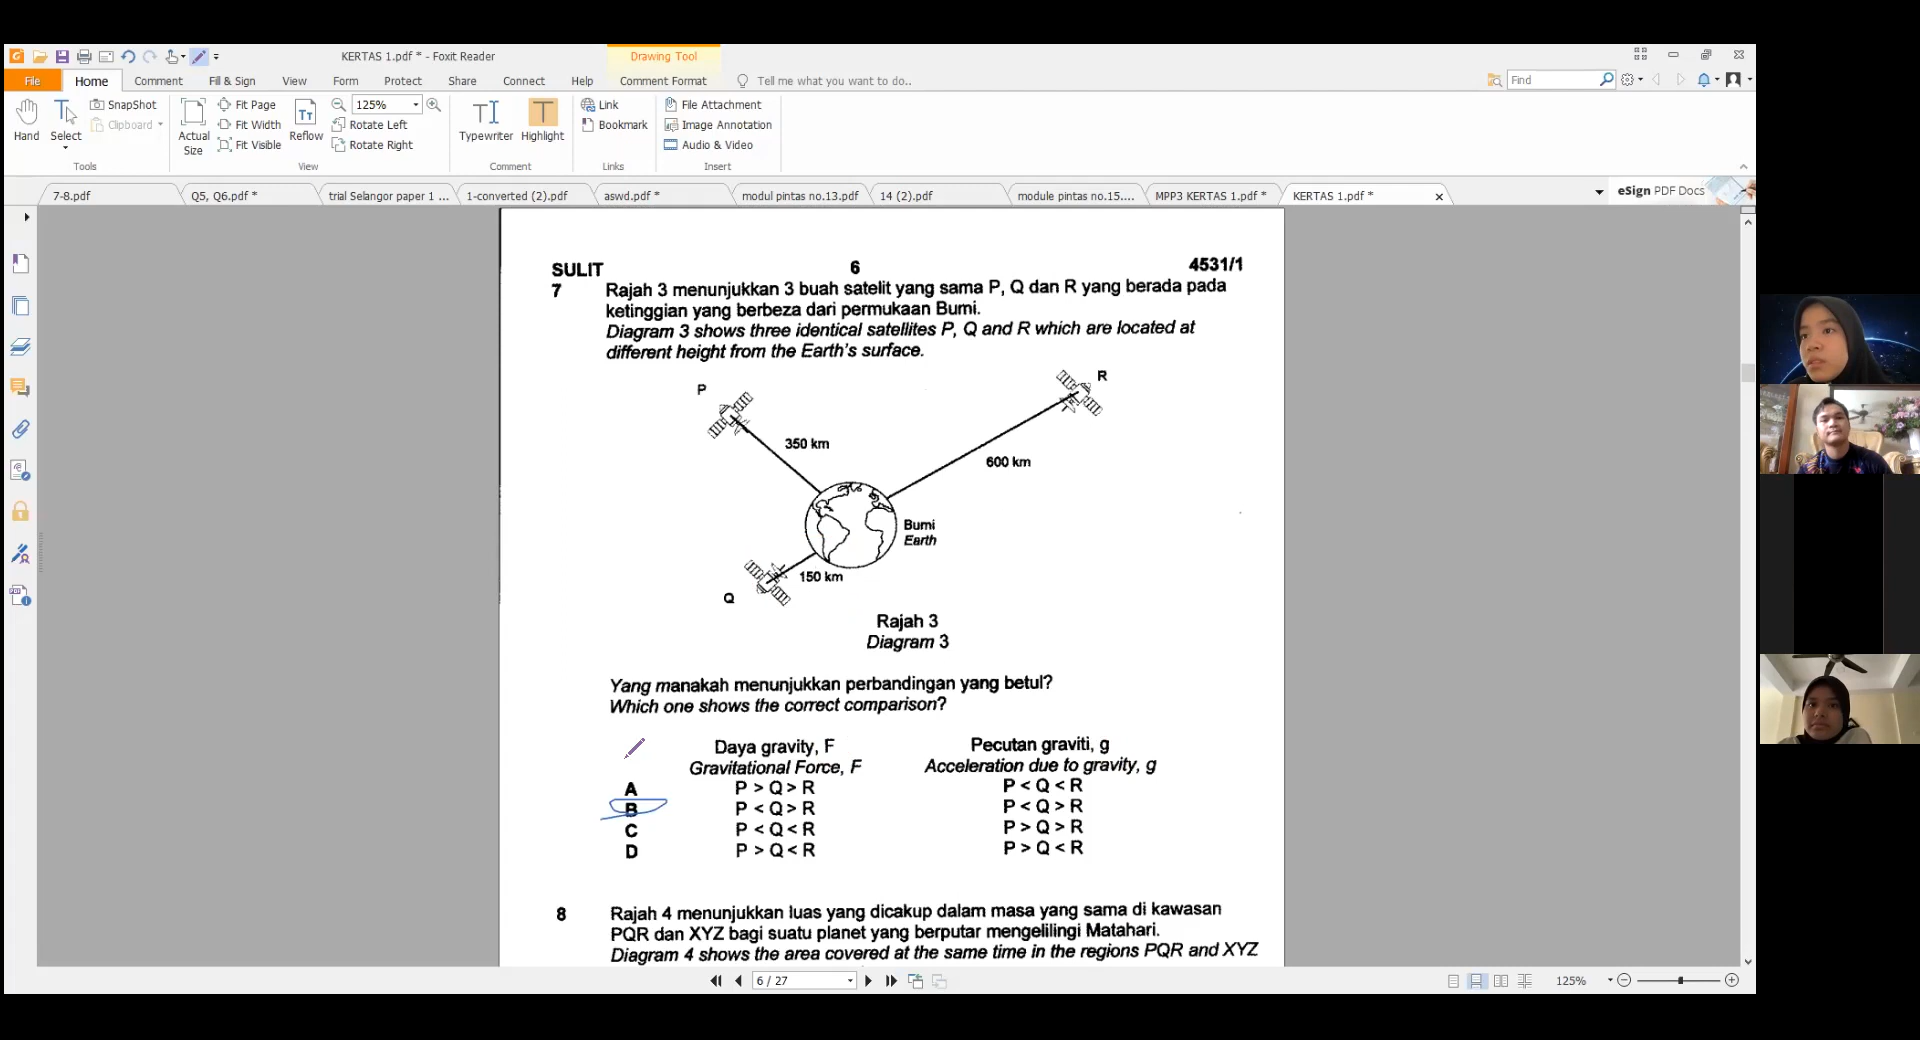 KERTAS 1.pdf * - Foxit Reader
Drawing Tool
File
Home
Comment
Fill & Sign
View
Form
Protect
Share
Connect
Help
Comment Format
Tell me what you want to do..
Find
Hand
Select
SnapShot
Clipboard
Tools
Actual
Size
Fit Page
Fit Width
Fit Visible
Reflow
125%
Rotate Left
Rotate Right
View
Typewriter
Highlight
Comment
Link
Bookmark
Links
File Attachment
Image Annotation
Audio & Video
Insert
7-8.pdf
Q5, Q6.pdf *
trial Selangor paper 1 ...
1-converted (2).pdf
aswd.pdf *
modul pintas no.13.pdf
14 (2).pdf
module pintas no.15....
MPP3 KERTAS 1.pdf *
KERTAS 1.pdf *
eSign PDF Docs
SULIT
6
4531/1
7
Rajah 3 menunjukkan 3 buah satelit yang sama P, Q dan R yang berada pada
ketinggian yang berbeza dari permukaan Bumi.
Diagram 3 shows three identical satellites P, Q and R which are located at
different height from the Earth's surface.
P
R
350 km
600 km
Bumi
Earth
150 km
Q
Rajah 3
Diagram 3
Yang manakah menunjukkan perbandingan yang betul?
Which one shows the correct comparison?
Daya gravity, F
Pecutan graviti, g
Gravitational Force, F
Acceleration due to gravity, g
A P > Q > R P < Q < R
B P < Q > R P < Q > R
C P < Q < R P > Q > R
D P > Q < R P > Q < R
8
Rajah 4 menunjukkan luas yang dicakup dalam masa yang sama di kawasan
PQR dan XYZ bagi suatu planet yang berputar mengelilingi Matahari.
Diagram 4 shows the area covered at the same time in the regions PQR and XYZ
6 / 27
125%